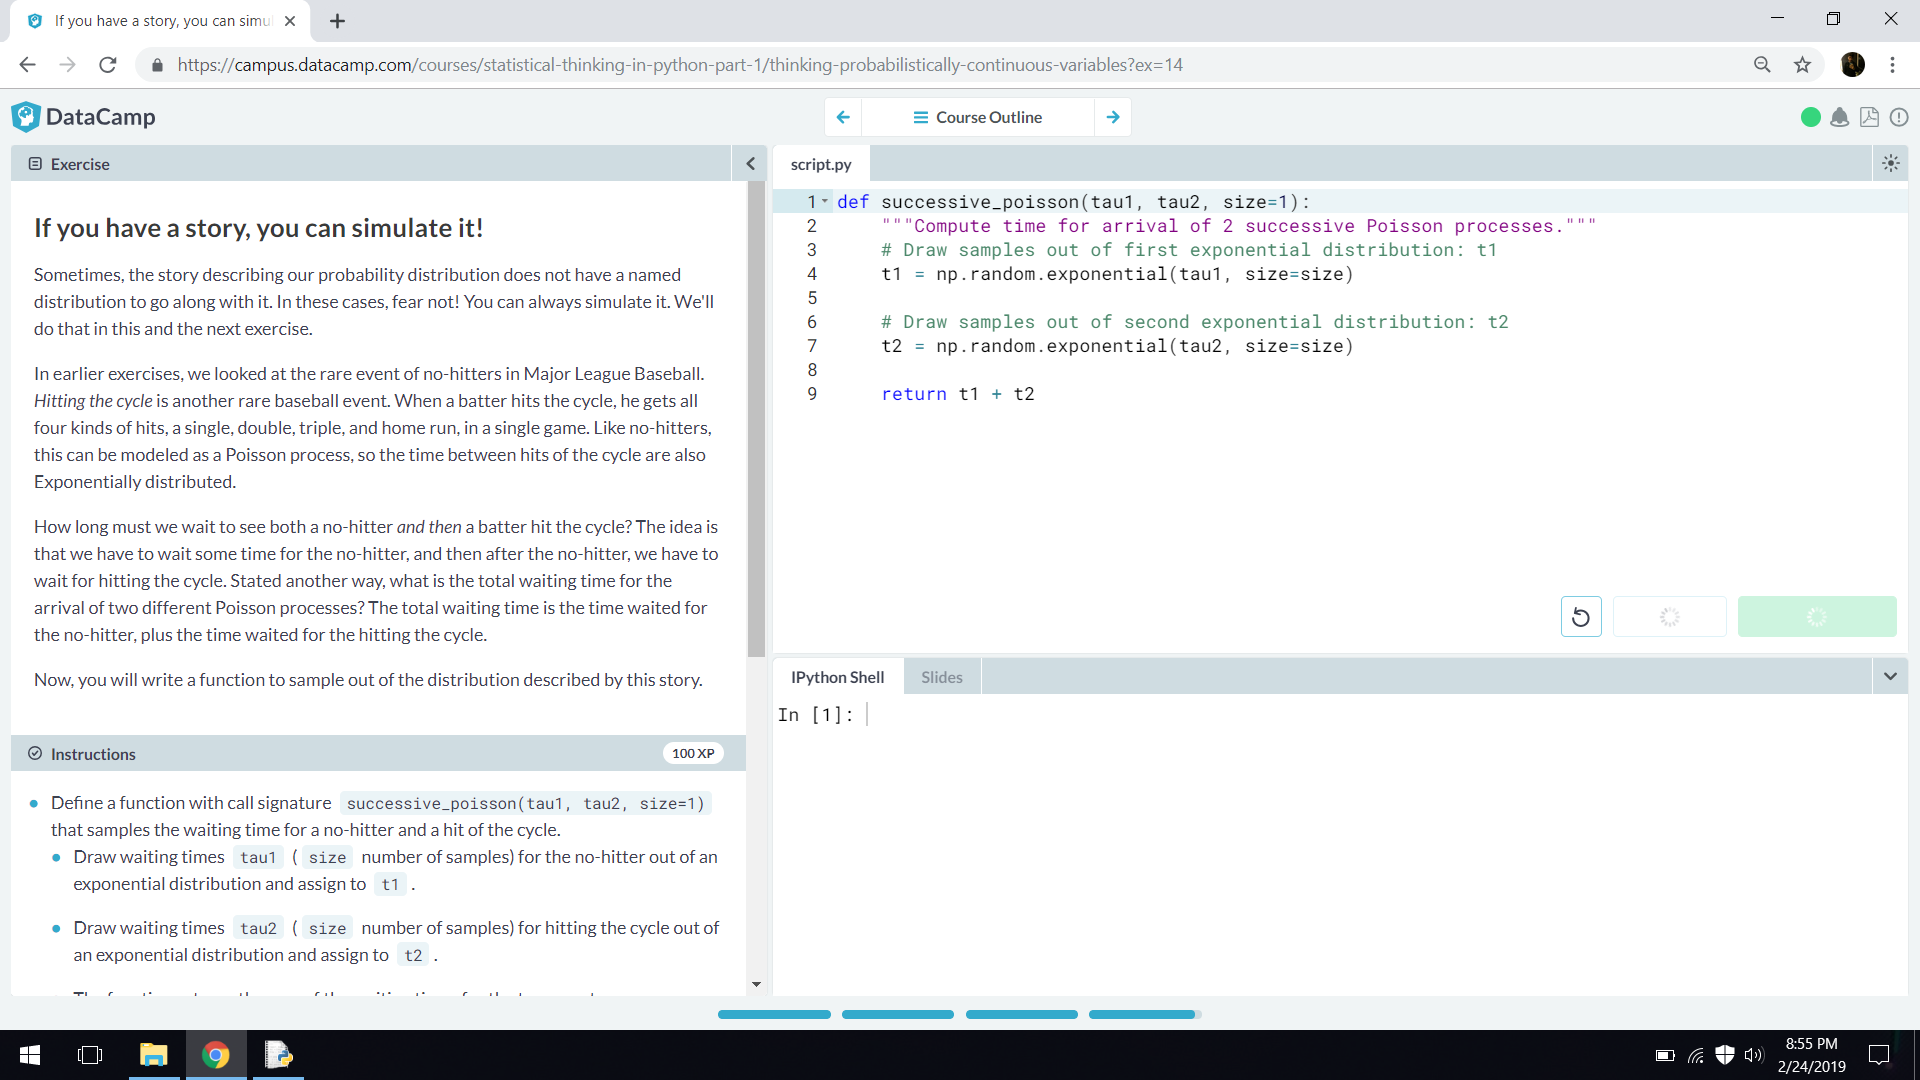 If you have a story, you can simu
https://campus.datacamp.com/courses/statistical-thinking-in-python-part-1/thinking-probabilistically-continuous-variables?ex=14
DataCamp
Course Outline
Exercise
If you have a story, you can simulate it!
Sometimes, the story describing our probability distribution does not have a named
distribution to go along with it. In these cases, fear not! You can always simulate it. We'll
do that in this and the next exercise.
In earlier exercises, we looked at the rare event of no-hitters in Major League Baseball.
Hitting the cycle is another rare baseball event. When a batter hits the cycle, he gets all
four kinds of hits, a single, double, triple, and home run, in a single game. Like no-hitters,
this can be modeled as a Poisson process, so the time between hits of the cycle are also
Exponentially distributed.
How long must we wait to see both a no-hitter and then a batter hit the cycle? The idea is
that we have to wait some time for the no-hitter, and then after the no-hitter, we have to
wait for hitting the cycle. Stated another way, what is the total waiting time for the
arrival of two different Poisson processes? The total waiting time is the time waited for
the no-hitter, plus the time waited for the hitting the cycle.
Now, you will write a function to sample out of the distribution described by this story.
Instructions
100 XP
Define a function with call signature successive_poisson(tau1, tau2, size=1)
that samples the waiting time for a no-hitter and a hit of the cycle.
Draw waiting times tau1 ( size number of samples) for the no-hitter out of an
exponential distribution and assign to t1 .
Draw waiting times tau2 ( size number of samples) for hitting the cycle out of
an exponential distribution and assign to t2 .
script.py
1 def successive_poisson(tau1, tau2, size=1):
2 """Compute time for arrival of 2 successive Poisson processes."""
3 # Draw samples out of first exponential distribution: t1
4 t1 = np.random.exponential(tau1, size=size)
5
6 # Draw samples out of second exponential distribution: t2
7 t2 = np.random.exponential(tau2, size=size)
8
9 return t1 + t2
IPython Shell
Slides
In [1]:
8:55 PM
2/24/2019